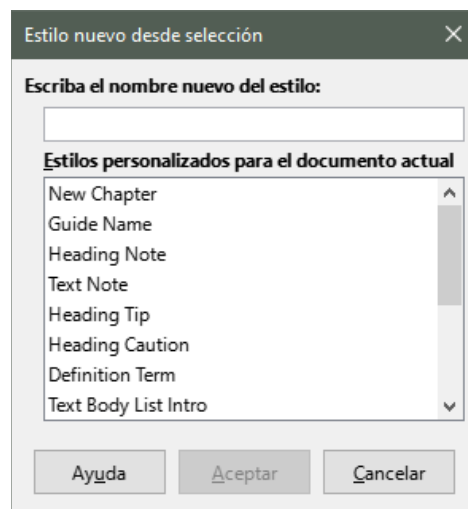 Estilo nuevo desde selección
Escriba el nombre nuevo del estilo:
Estilos personalizados para el documento actual
New Chapter
Guide Name
Heading Note
Text Note
Heading Tip
Heading Caution
Definition Term
Text Body List Intro
Ayuda Aceptar Cancelar